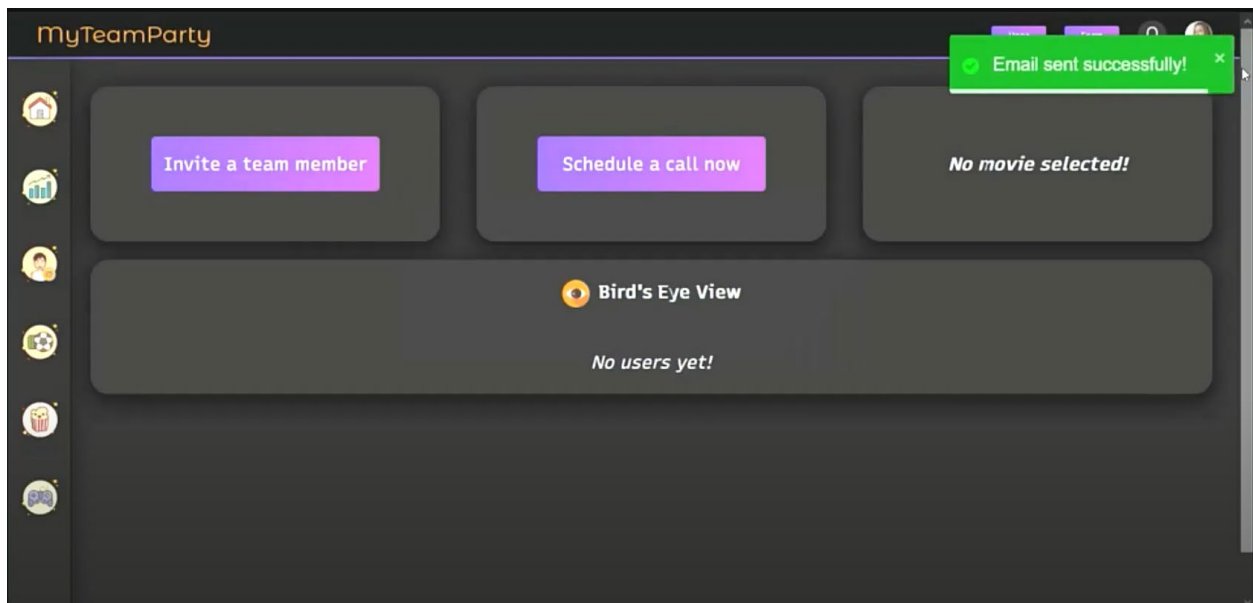 MyTeamParty
Email sent successfully! ×
Invite a team member
Schedule a call now
No movie selected!
Bird's Eye View
No users yet!